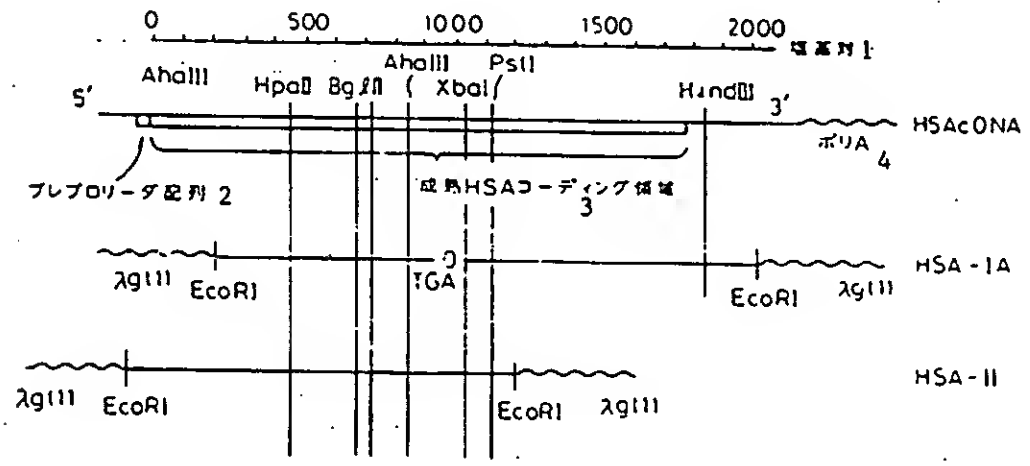 0 500 1000 1500 2000 塩基対1
AhaIII HpaII BglII AhaIII XbaI PstI HindIII
5' 3' HSAcDNA
ポリA 4
プレプロリーダ配列 2 成熟HSAコーディング領域 3
HSA-IA
λgt11 EcoRI TGA EcoRI λgt11
HSA-II
λgt11 EcoRI EcoRI λgt11